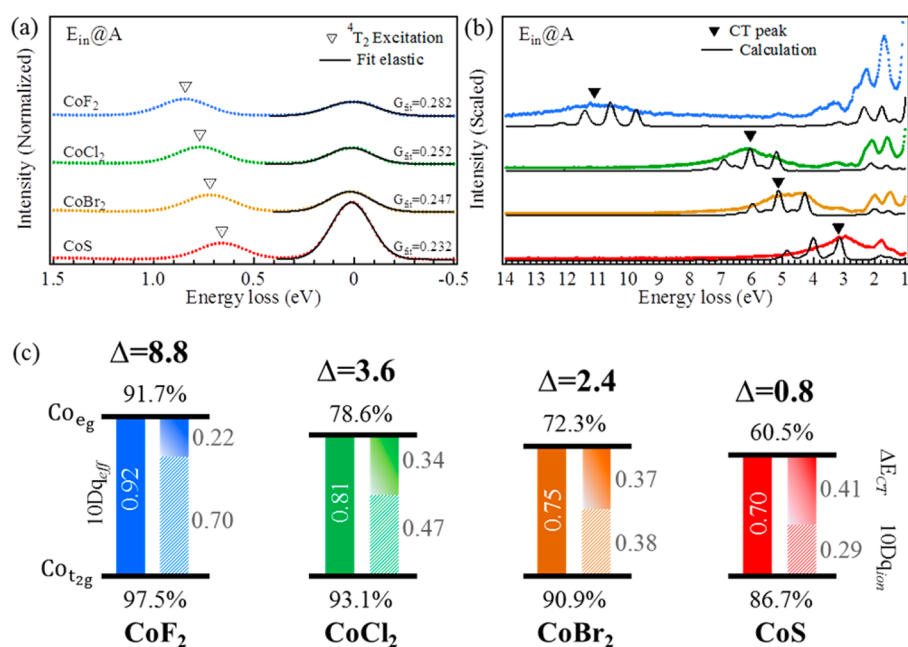 (a)
E_in@A
▽ ⁴T₂ Excitation
— Fit elastic
CoF₂
G_fit=0.282
CoCl₂
G_fit=0.252
CoBr₂
G_fit=0.247
CoS
G_fit=0.232
Intensity (Normalized)
1.5 1.0 0.5 0 -0.5
Energy loss (eV)
(b)
E_in@A
▼ CT peak
— Calculation
Intensity (Scaled)
14 13 12 11 10 9 8 7 6 5 4 3 2 1
Energy loss (eV)
(c)
Δ=8.8
91.7%
Co_eg
10Dq_eff
0.92
0.22
0.70
Co_t₂g
97.5%
CoF₂
Δ=3.6
78.6%
0.81
0.34
0.47
93.1%
CoCl₂
Δ=2.4
72.3%
0.75
0.37
0.38
90.9%
CoBr₂
Δ=0.8
60.5%
0.70
0.41
0.29
ΔE_CT
10Dq_ion
86.7%
CoS